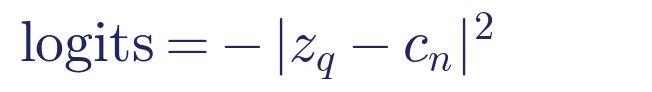 logits = − |z_q − c_n|^2